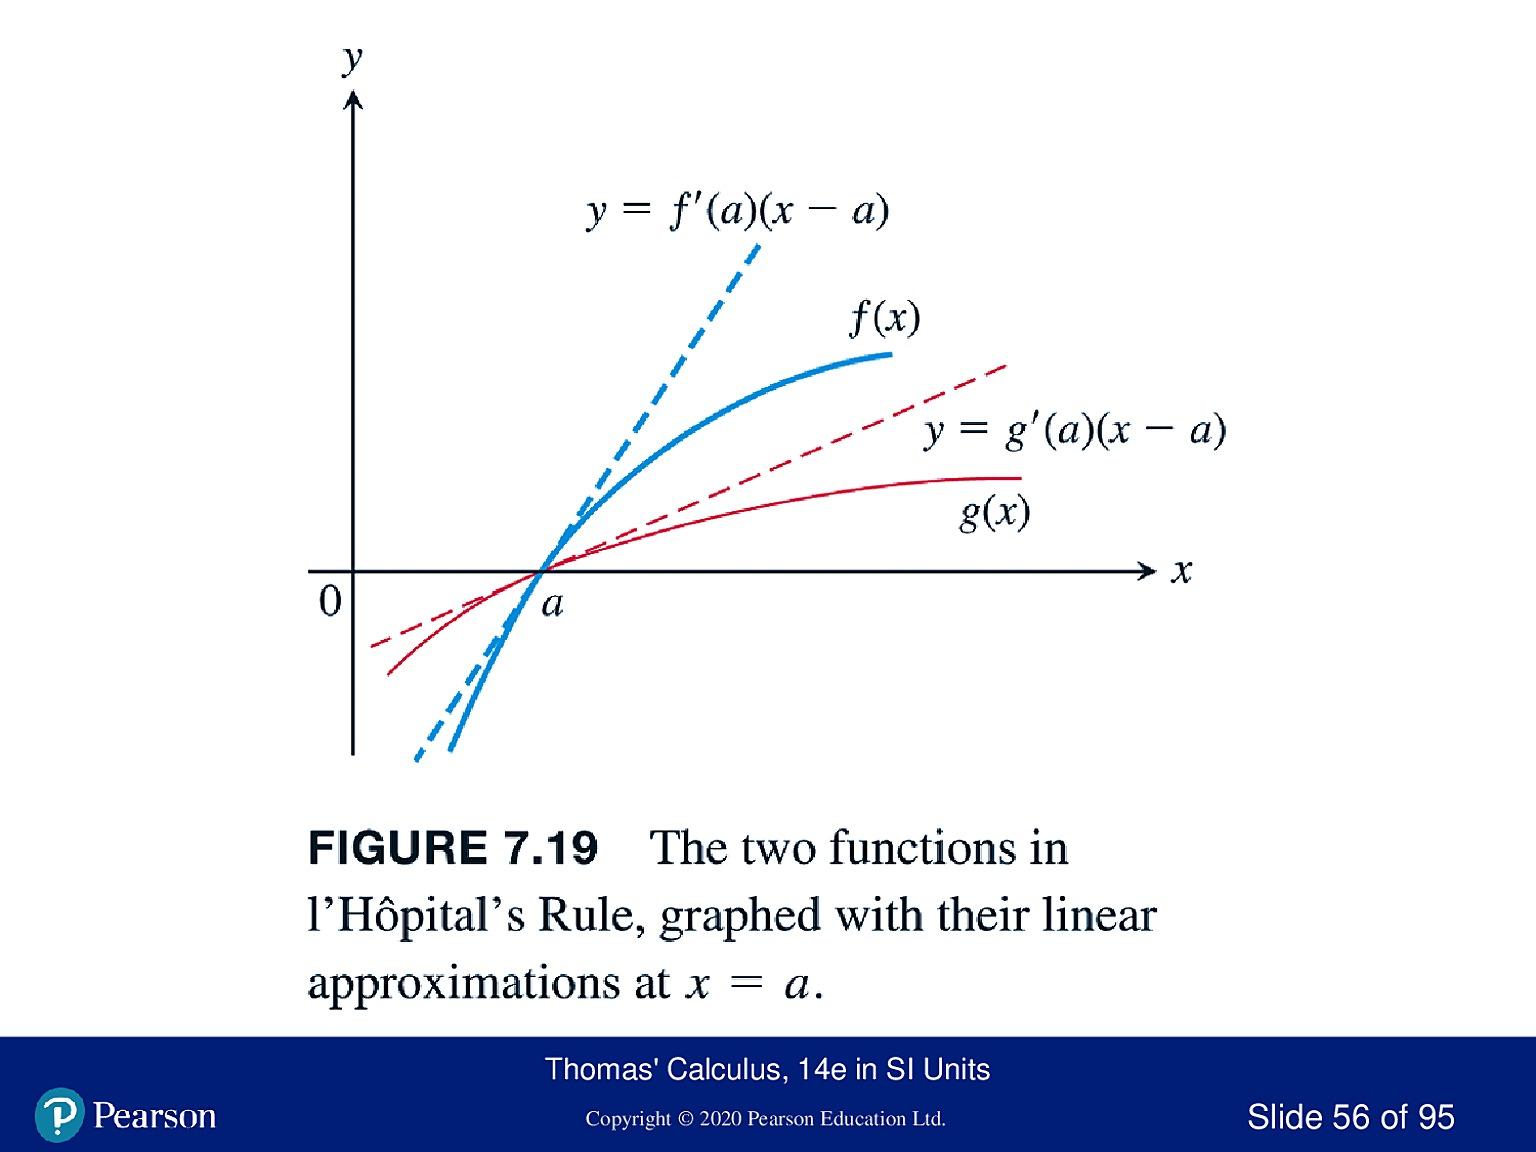 y
y = f′(a)(x − a)
f(x)
y = g′(a)(x − a)
g(x)
x
0
a
FIGURE 7.19 The two functions in
l’Hôpital’s Rule, graphed with their linear
approximations at x = a.
Thomas' Calculus, 14e in SI Units
P Pearson
Copyright © 2020 Pearson Education Ltd.
Slide 56 of 95